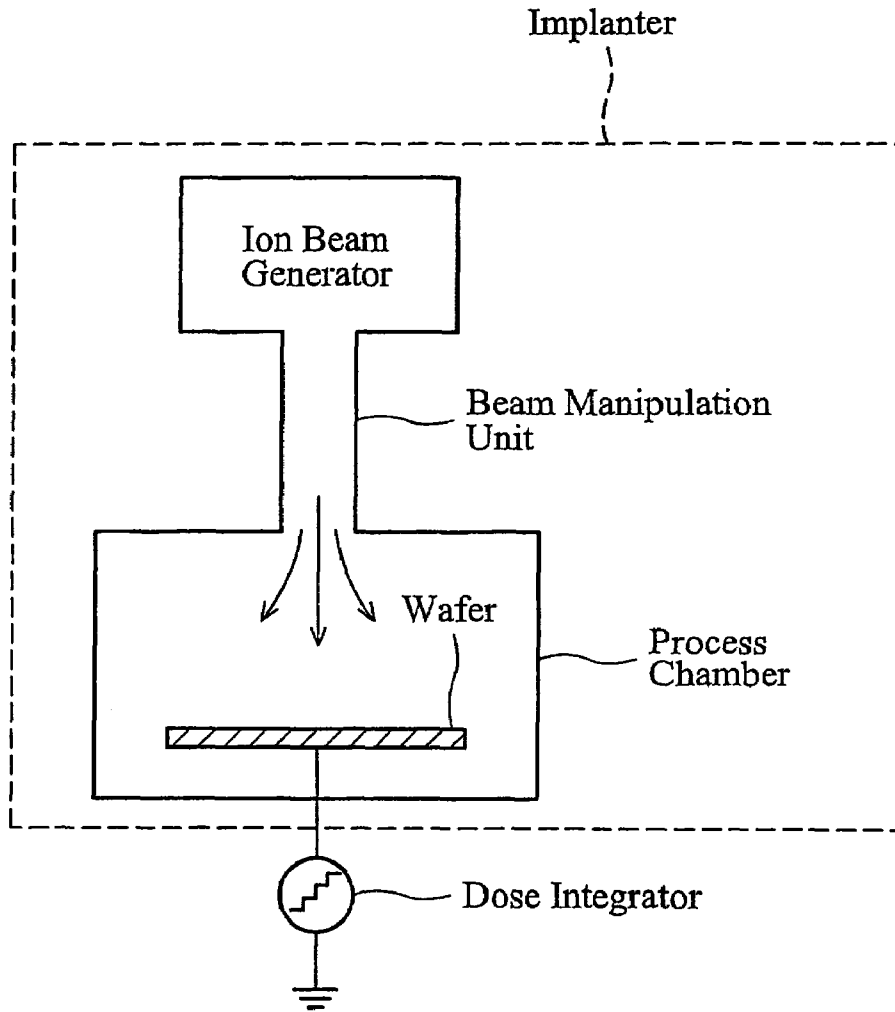 Implanter
Ion Beam
Generator
Beam Manipulation
Unit
Wafer
Process
Chamber
Dose Integrator